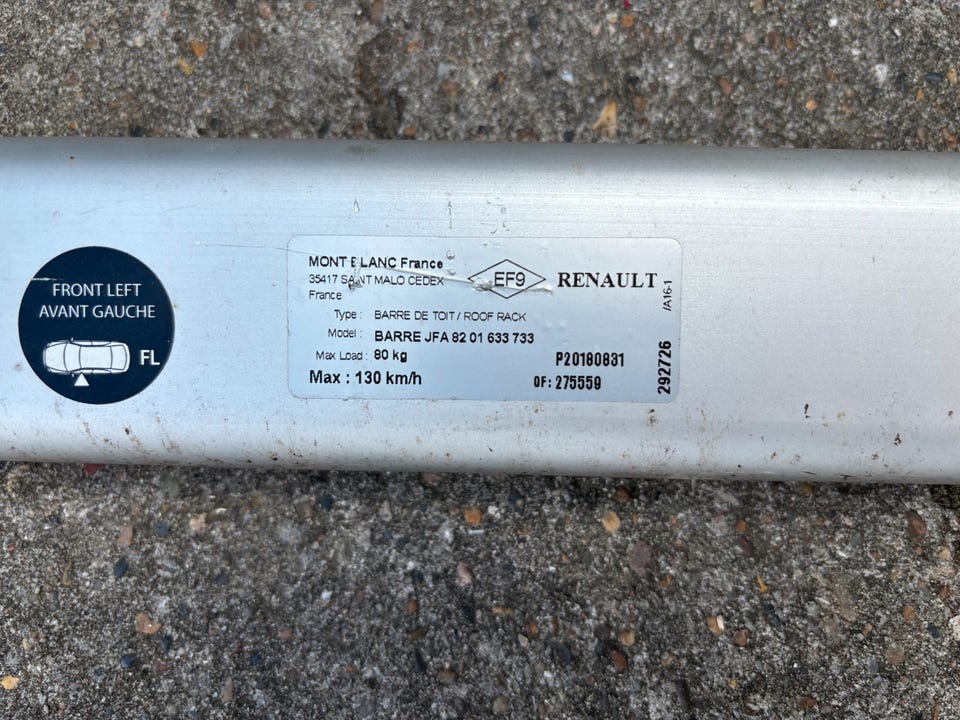 FRONT LEFT
AVANT GAUCHE
FL
MONT BLANC France
35417 SAINT MALO CEDEX
France
EF9
RENAULT
Type : BARRE DE TOIT / ROOF RACK
Model : BARRE JFA 82 01 633 733
Max Load : 80 kg
P20180831
Max : 130 km/h
OF: 275559
292726
/A16-1